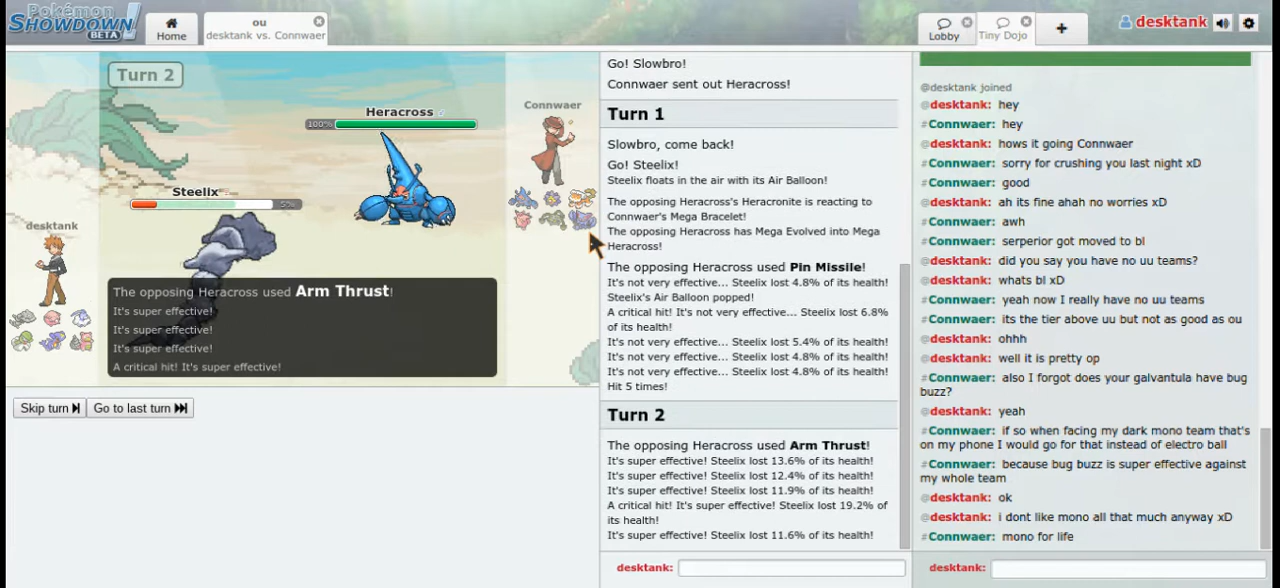 Pokémon
SHOWDOWN!
BETA
Home
ou
desktank vs. Connwaer
Lobby
Tiny Dojo
desktank
Turn 2
Heracross
100%
Connwaer
Steelix
5%
desktank
The opposing Heracross used Arm Thrust!
It's super effective!
It's super effective!
It's super effective!
A critical hit! It's super effective!
Skip turn
Go to last turn
Go! Slowbro!
Connwaer sent out Heracross!
Turn 1
Slowbro, come back!
Go! Steelix!
Steelix floats in the air with its Air Balloon!
The opposing Heracross's Heracronite is reacting to
Connwaer's Mega Bracelet!
The opposing Heracross has Mega Evolved into Mega
Heracross!
The opposing Heracross used Pin Missile!
It's not very effective... Steelix lost 4.8% of its health!
Steelix's Air Balloon popped!
A critical hit! It's not very effective... Steelix lost 6.8%
of its health!
It's not very effective... Steelix lost 5.4% of its health!
It's not very effective... Steelix lost 4.8% of its health!
It's not very effective... Steelix lost 4.8% of its health!
Hit 5 times!
Turn 2
The opposing Heracross used Arm Thrust!
It's super effective! Steelix lost 13.6% of its health!
It's super effective! Steelix lost 12.4% of its health!
It's super effective! Steelix lost 11.9% of its health!
A critical hit! It's super effective! Steelix lost 19.2% of
its health!
It's super effective! Steelix lost 11.6% of its health!
desktank:
@desktank joined
@desktank: hey
#Connwaer: hey
@desktank: hows it going Connwaer
#Connwaer: sorry for crushing you last night xD
#Connwaer: good
@desktank: ah its fine ahah no worries xD
#Connwaer: awh
#Connwaer: serperior got moved to bl
@desktank: did you say you have no uu teams?
@desktank: whats bl xD
#Connwaer: yeah now I really have no uu teams
#Connwaer: its the tier above uu but not as good as ou
@desktank: ohhh
@desktank: well it is pretty op
#Connwaer: also I forgot does your galvantula have bug
buzz?
@desktank: yeah
#Connwaer: if so when facing my dark mono team that's
on my phone I would go for that instead of electro ball
#Connwaer: because bug buzz is super effective against
my whole team
@desktank: ok
@desktank: i dont like mono all that much anyway xD
#Connwaer: mono for life
desktank: